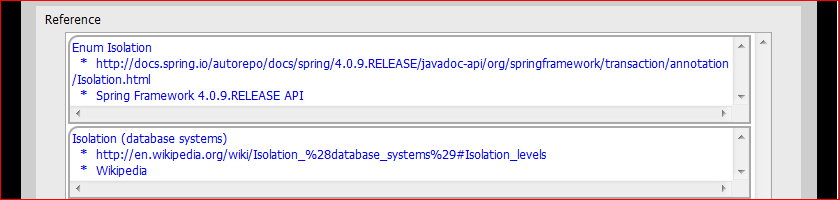 Reference
Enum Isolation
* http://docs.spring.io/autorepo/docs/spring/4.0.9.RELEASE/javadoc-api/org/springframework/transaction/annotation
/Isolation.html
* Spring Framework 4.0.9.RELEASE API
Isolation (database systems)
* http://en.wikipedia.org/wiki/Isolation_%28database_systems%29#Isolation_levels
* Wikipedia